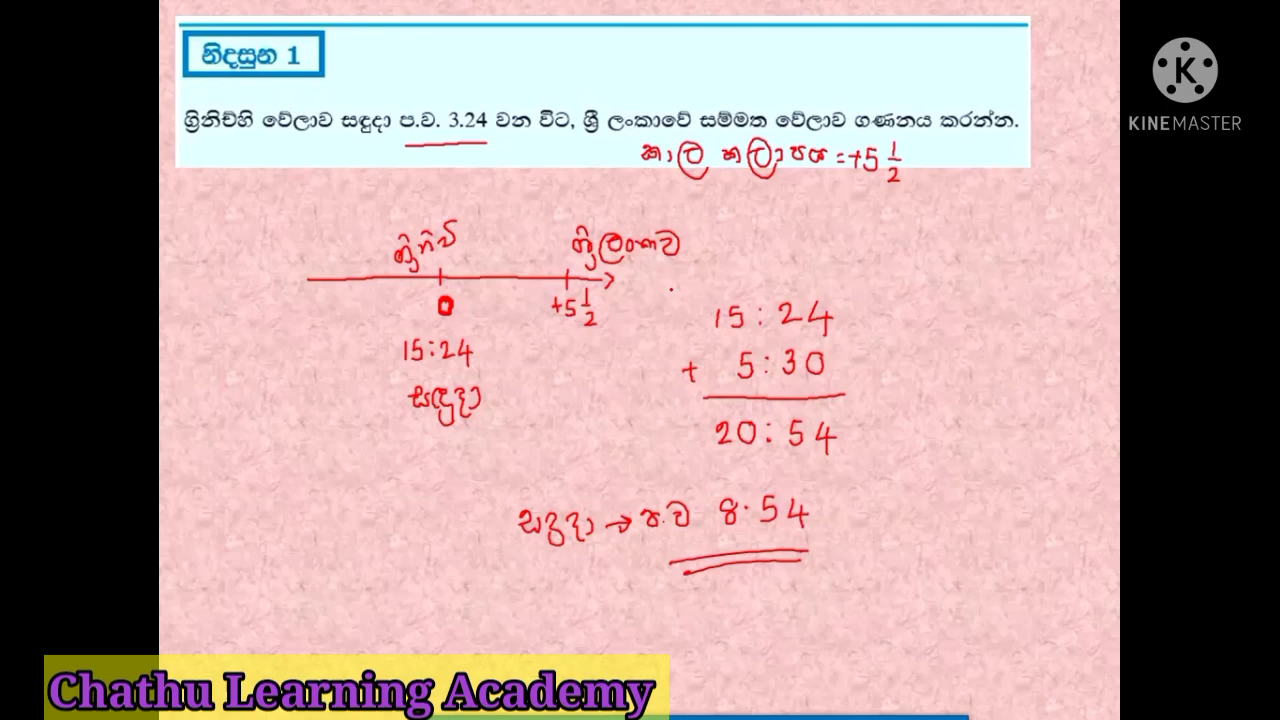 නිදසුන 1
ග්‍රිනිච්හි වේලාව සඳුදා ප.ව. 3.24 වන විට, ශ්‍රී ලංකාවේ සම්මත වේලාව ගණනය කරන්න.
කාල කලාපය = +5 1/2
ග්‍රිනිච් ශ්‍රී ලංකාව
0 +5 1/2
15:24
සඳුදා
15 : 24
+ 5 : 30
20 : 54
සඳුදා → ප.ව 8.54
K
KINEMASTER
Chathu Learning Academy